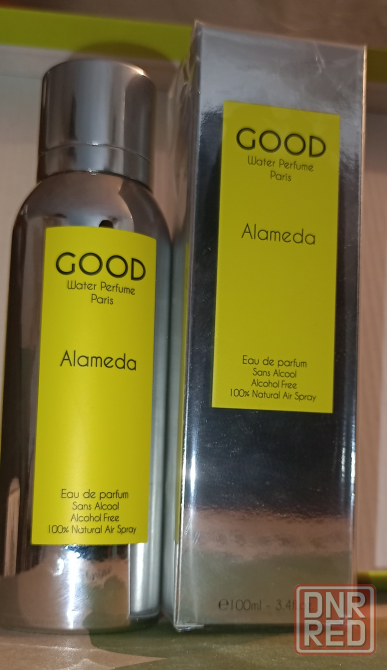 GOOD
Water Perfume
Paris
Alameda
Eau de parfum
Sans Alcool
Alcohol Free
100% Natural Air Spray
GOOD
Water Perfume
Paris
Alameda
Eau de parfum
Sans Alcool
Alcohol Free
100% Natural Air Spray
℮100ml - 3.4
DNR
RED